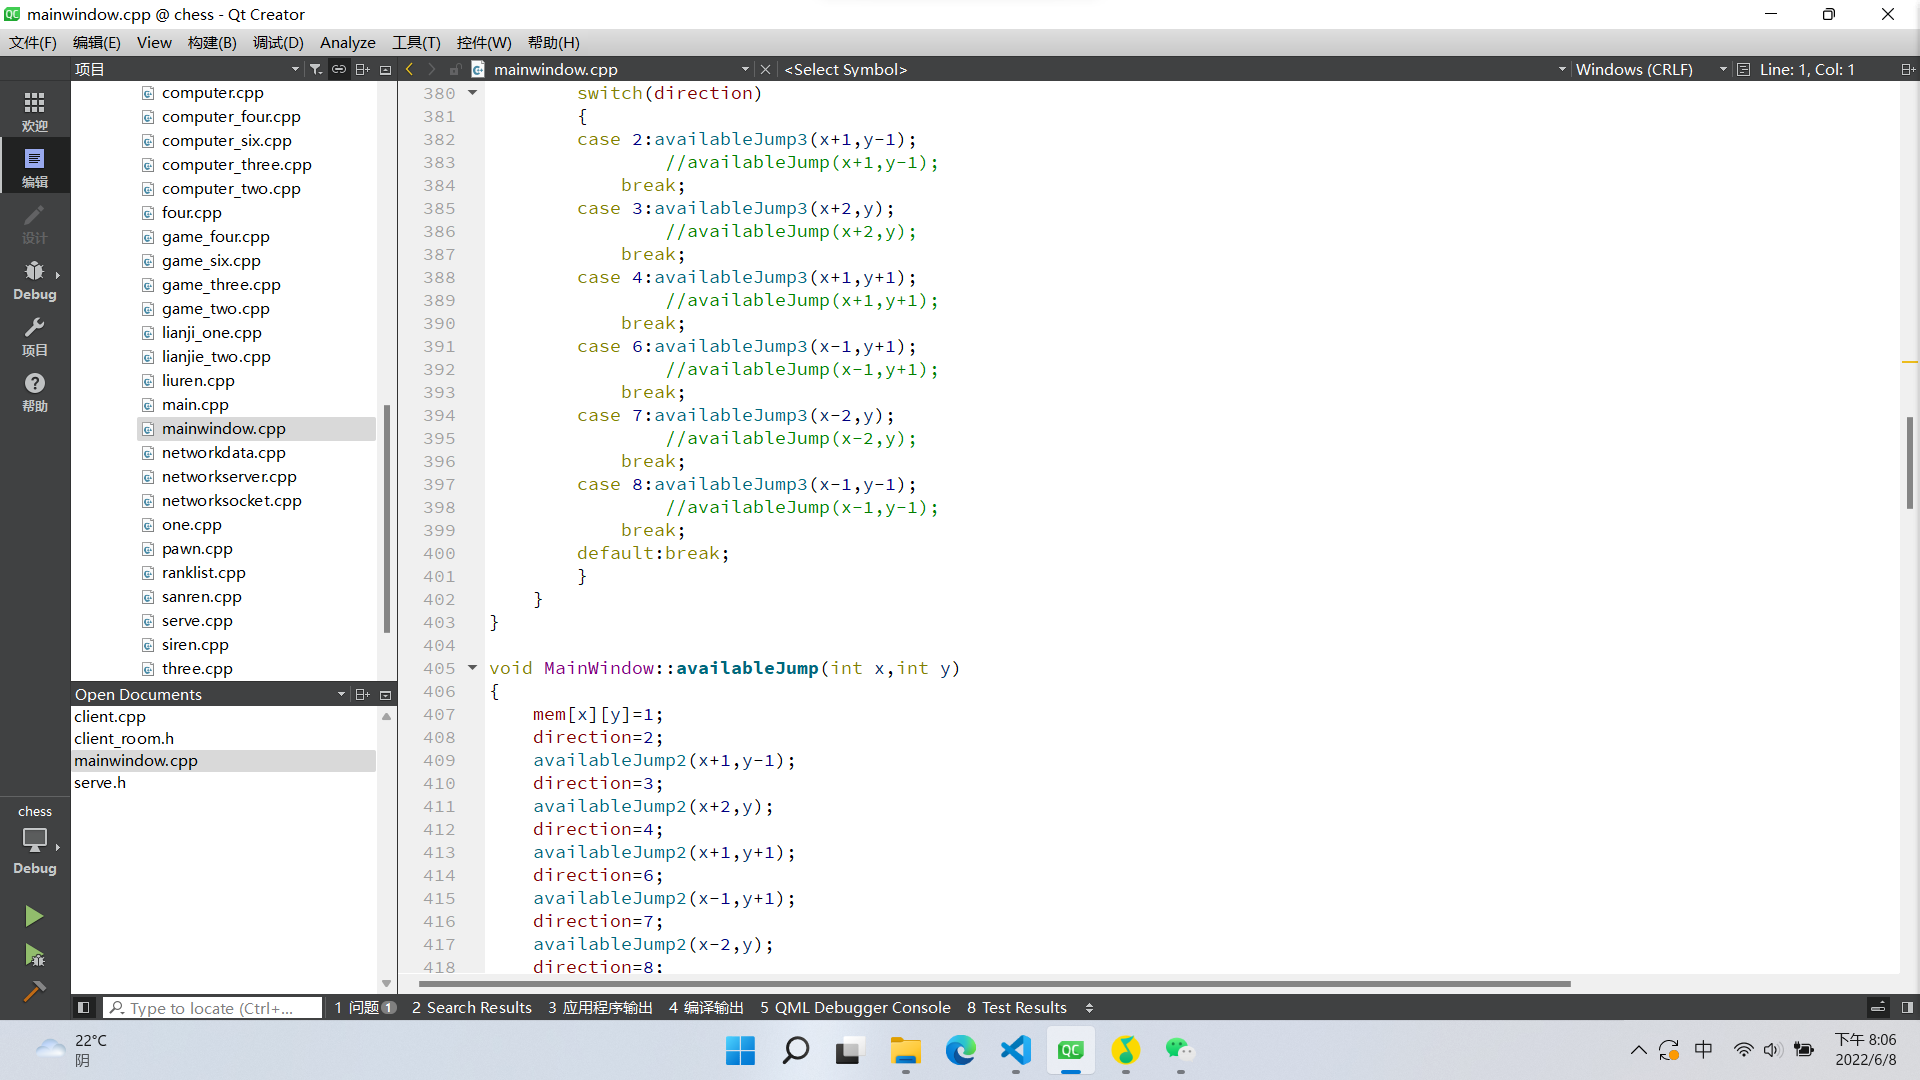 mainwindow.cpp @ chess - Qt Creator
文件(F) 编辑(E) View 构建(B) 调试(D) Analyze 工具(T) 控件(W) 帮助(H)
项目
mainwindow.cpp
<Select Symbol>
Windows (CRLF)
Line: 1, Col: 1
欢迎
编辑
设计
Debug
项目
帮助
chess
Debug
computer.cpp
computer_four.cpp
computer_six.cpp
computer_three.cpp
computer_two.cpp
four.cpp
game_four.cpp
game_six.cpp
game_three.cpp
game_two.cpp
lianji_one.cpp
lianjie_two.cpp
liuren.cpp
main.cpp
mainwindow.cpp
networkdata.cpp
networkserver.cpp
networksocket.cpp
one.cpp
pawn.cpp
ranklist.cpp
sanren.cpp
serve.cpp
siren.cpp
three.cpp
Open Documents
client.cpp
client_room.h
mainwindow.cpp
serve.h
380 switch(direction)
381 {
382 case 2:availableJump3(x+1,y-1);
383 //availableJump(x+1,y-1);
384 break;
385 case 3:availableJump3(x+2,y);
386 //availableJump(x+2,y);
387 break;
388 case 4:availableJump3(x+1,y+1);
389 //availableJump(x+1,y+1);
390 break;
391 case 6:availableJump3(x-1,y+1);
392 //availableJump(x-1,y+1);
393 break;
394 case 7:availableJump3(x-2,y);
395 //availableJump(x-2,y);
396 break;
397 case 8:availableJump3(x-1,y-1);
398 //availableJump(x-1,y-1);
399 break;
400 default:break;
401 }
402 }
403 }
404
405 void MainWindow::availableJump(int x,int y)
406 {
407 mem[x][y]=1;
408 direction=2;
409 availableJump2(x+1,y-1);
410 direction=3;
411 availableJump2(x+2,y);
412 direction=4;
413 availableJump2(x+1,y+1);
414 direction=6;
415 availableJump2(x-1,y+1);
416 direction=7;
417 availableJump2(x-2,y);
418 direction=8;
Type to locate (Ctrl+...
1 问题 1 2 Search Results 3 应用程序输出 4 编译输出 5 QML Debugger Console 8 Test Results
22°C
阴
QC
中
下午 8:06
2022/6/8